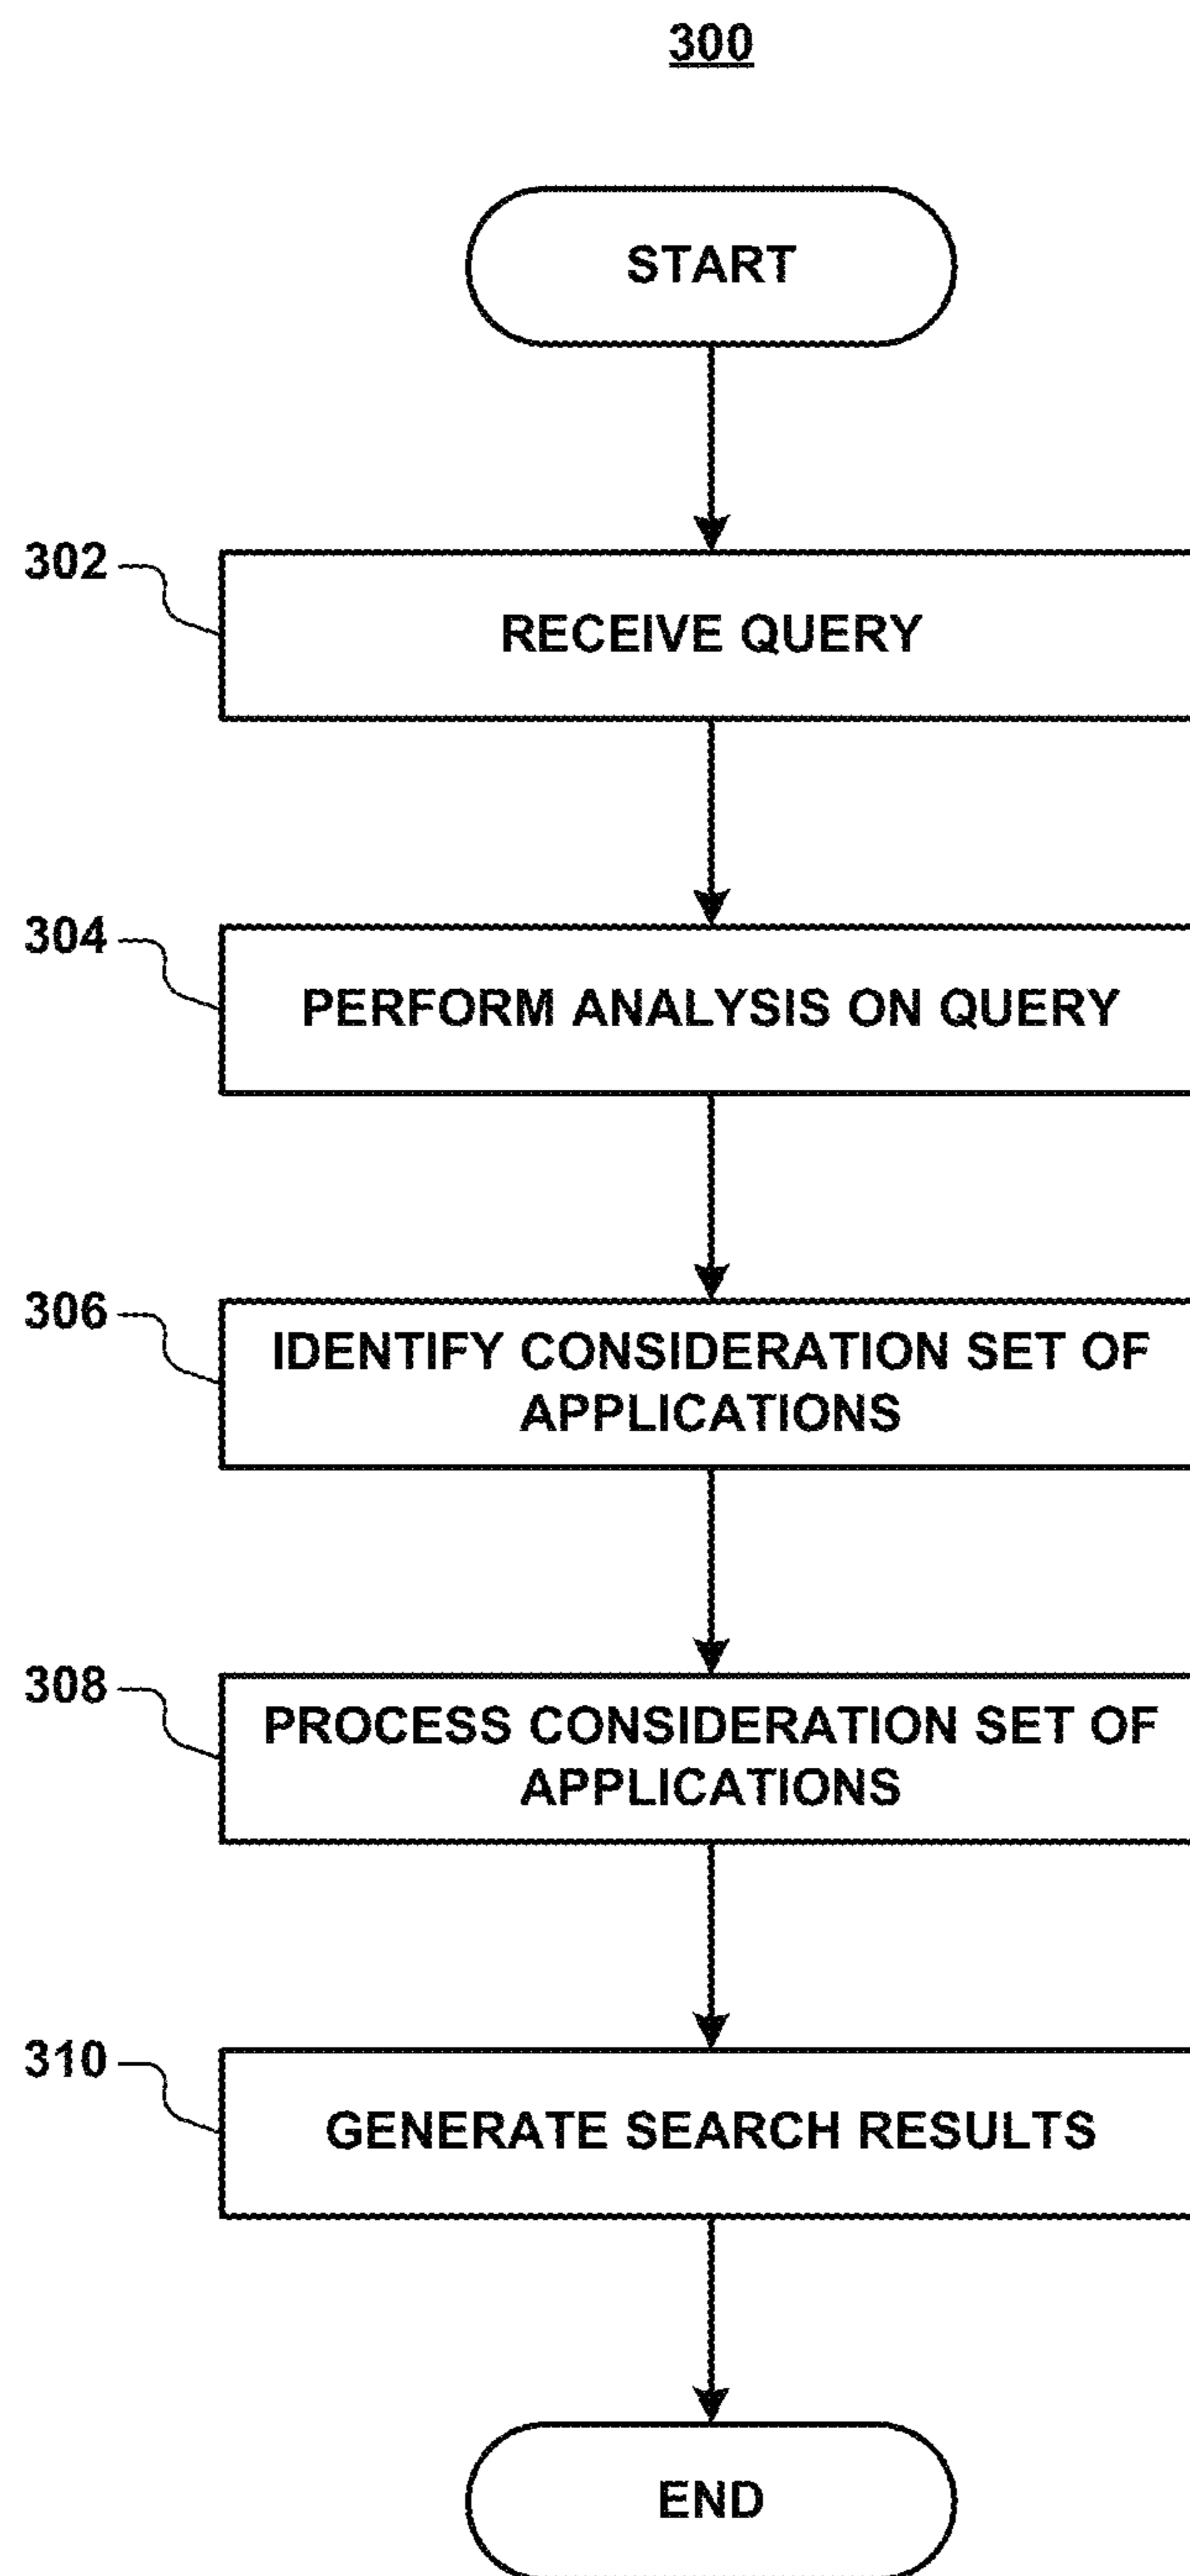 300
START
302
RECEIVE QUERY
304
PERFORM ANALYSIS ON QUERY
306
IDENTIFY CONSIDERATION SET OF
APPLICATIONS
308
PROCESS CONSIDERATION SET OF
APPLICATIONS
310
GENERATE SEARCH RESULTS
END